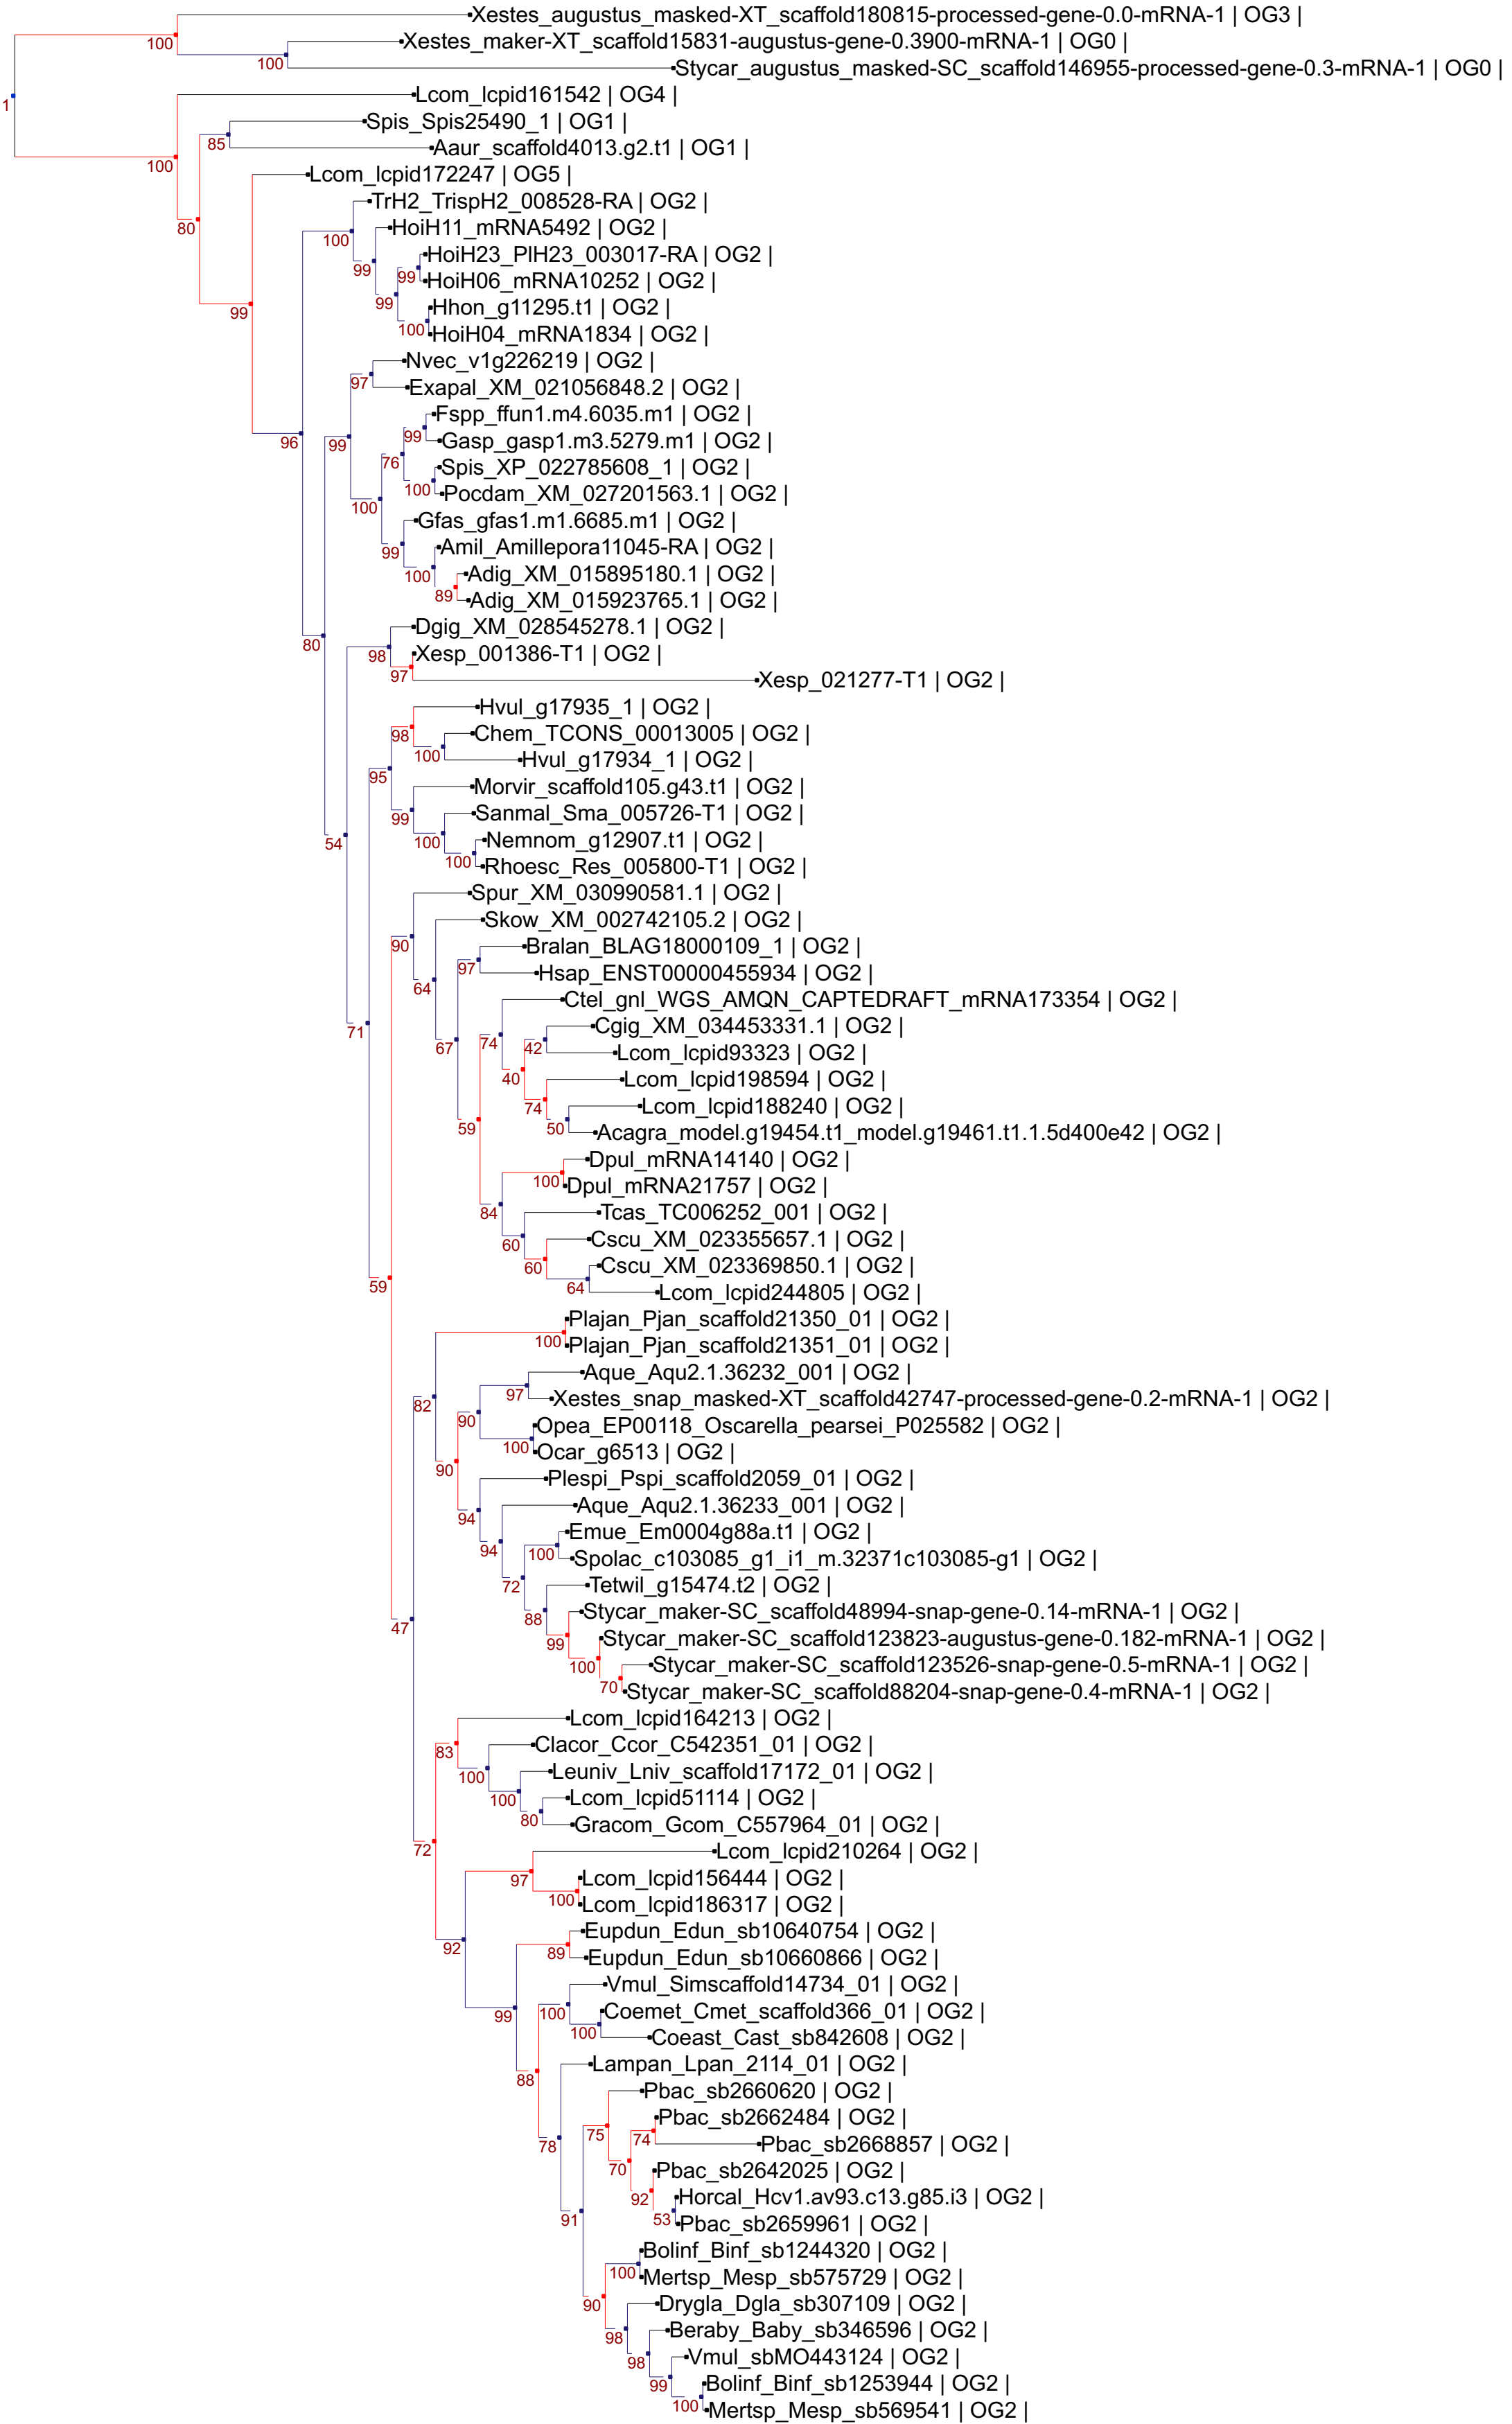 Xestes_augustus_masked-XT_scaffold180815-processed-gene-0.0-mRNA-1 | OG3 |
100
Xestes_maker-XT_scaffold15831-augustus-gene-0.3900-mRNA-1 | OG0 |
100
Stycar_augustus_masked-SC_scaffold146955-processed-gene-0.3-mRNA-1 | OG0 |
1
Lcom_lcpid161542 | OG4 |
Spis_Spis25490_1 | OG1 |
85
Aaur_scaffold4013.g2.t1 | OG1 |
100
Lcom_lcpid172247 | OG5 |
TrH2_TrispH2_008528-RA | OG2 |
80
HoiH11_mRNA5492 | OG2 |
100
HoiH23_PlH23_003017-RA | OG2 |
99
99
HoiH06_mRNA10252 | OG2 |
99
Hhon_g11295.t1 | OG2 |
99
100
HoiH04_mRNA1834 | OG2 |
Nvec_v1g226219 | OG2 |
97
Exapal_XM_021056848.2 | OG2 |
Fspp_ffun1.m4.6035.m1 | OG2 |
99
96
99
Gasp_gasp1.m3.5279.m1 | OG2 |
76
Spis_XP_022785608_1 | OG2 |
100
Pocdam_XM_027201563.1 | OG2 |
100
Gfas_gfas1.m1.6685.m1 | OG2 |
99
Amil_Amillepora11045-RA | OG2 |
100
Adig_XM_015895180.1 | OG2 |
89
Adig_XM_015923765.1 | OG2 |
Dgig_XM_028545278.1 | OG2 |
80
98
Xesp_001386-T1 | OG2 |
97
Xesp_021277-T1 | OG2 |
Hvul_g17935_1 | OG2 |
98
Chem_TCONS_00013005 | OG2 |
100
Hvul_g17934_1 | OG2 |
95
Morvir_scaffold105.g43.t1 | OG2 |
99
Sanmal_Sma_005726-T1 | OG2 |
100
54
Nemnom_g12907.t1 | OG2 |
100
Rhoesc_Res_005800-T1 | OG2 |
Spur_XM_030990581.1 | OG2 |
Skow_XM_002742105.2 | OG2 |
90
Bralan_BLAG18000109_1 | OG2 |
97
Hsap_ENST00000455934 | OG2 |
64
Ctel_gnl_WGS_AMQN_CAPTEDRAFT_mRNA173354 | OG2 |
71
Cgig_XM_034453331.1 | OG2 |
74
67
42
Lcom_lcpid93323 | OG2 |
40
Lcom_lcpid198594 | OG2 |
74
Lcom_lcpid188240 | OG2 |
59
50
Acagra_model.g19454.t1_model.g19461.t1.1.5d400e42 | OG2 |
Dpul_mRNA14140 | OG2 |
100
Dpul_mRNA21757 | OG2 |
84
Tcas_TC006252_001 | OG2 |
60
Cscu_XM_023355657.1 | OG2 |
60
Cscu_XM_023369850.1 | OG2 |
59
64
Lcom_lcpid244805 | OG2 |
Plajan_Pjan_scaffold21350_01 | OG2 |
100
Plajan_Pjan_scaffold21351_01 | OG2 |
Aque_Aqu2.1.36232_001 | OG2 |
97
Xestes_snap_masked-XT_scaffold42747-processed-gene-0.2-mRNA-1 | OG2 |
82
90
Opea_EP00118_Oscarella_pearsei_P025582 | OG2 |
100
Ocar_g6513 | OG2 |
90
Plespi_Pspi_scaffold2059_01 | OG2 |
94
Aque_Aqu2.1.36233_001 | OG2 |
94
Emue_Em0004g88a.t1 | OG2 |
100
Spolac_c103085_g1_i1_m.32371c103085-g1 | OG2 |
72
Tetwil_g15474.t2 | OG2 |
88
Stycar_maker-SC_scaffold48994-snap-gene-0.14-mRNA-1 | OG2 |
47
99
Stycar_maker-SC_scaffold123823-augustus-gene-0.182-mRNA-1 | OG2 |
100
Stycar_maker-SC_scaffold123526-snap-gene-0.5-mRNA-1 | OG2 |
70
Stycar_maker-SC_scaffold88204-snap-gene-0.4-mRNA-1 | OG2 |
Lcom_lcpid164213 | OG2 |
83
Clacor_Ccor_C542351_01 | OG2 |
100
Leuniv_Lniv_scaffold17172_01 | OG2 |
100
Lcom_lcpid51114 | OG2 |
80
Gracom_Gcom_C557964_01 | OG2 |
72
Lcom_lcpid210264 | OG2 |
97
Lcom_lcpid156444 | OG2 |
100
Lcom_lcpid186317 | OG2 |
Eupdun_Edun_sb10640754 | OG2 |
92
89
Eupdun_Edun_sb10660866 | OG2 |
Vmul_Simscaffold14734_01 | OG2 |
99
100
Coemet_Cmet_scaffold366_01 | OG2 |
100
Coeast_Cast_sb842608 | OG2 |
Lampan_Lpan_2114_01 | OG2 |
88
Pbac_sb2660620 | OG2 |
Pbac_sb2662484 | OG2 |
75
74
78
Pbac_sb2668857 | OG2 |
70
Pbac_sb2642025 | OG2 |
92
Horcal_Hcv1.av93.c13.g85.i3 | OG2 |
91
53
Pbac_sb2659961 | OG2 |
Bolinf_Binf_sb1244320 | OG2 |
100
Mertsp_Mesp_sb575729 | OG2 |
90
Drygla_Dgla_sb307109 | OG2 |
98
Beraby_Baby_sb346596 | OG2 |
98
Vmul_sbMO443124 | OG2 |
99
Bolinf_Binf_sb1253944 | OG2 |
100
Mertsp_Mesp_sb569541 | OG2 |